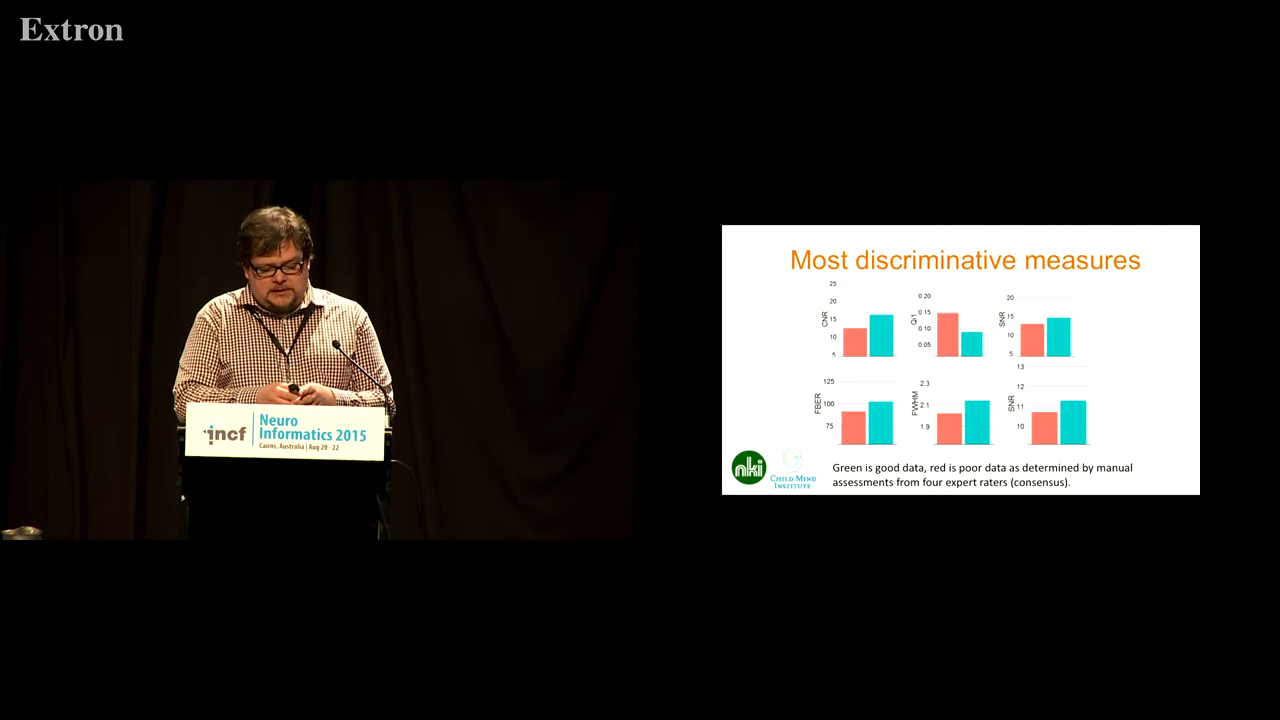 Extron
incf
Neuro
Informatics 2015
Cairns, Australia | Aug 20 - 22
Most discriminative measures
25
20
15
10
5
CNR
0.20
0.15
0.10
0.05
Qi1
20
15
10
5
SNR
125
100
75
FBER
2.3
2.1
1.9
FWHM
13
12
11
10
SNR
nki
CHILD MIND
INSTITUTE
Green is good data, red is poor data as determined by manual
assessments from four expert raters (consensus).